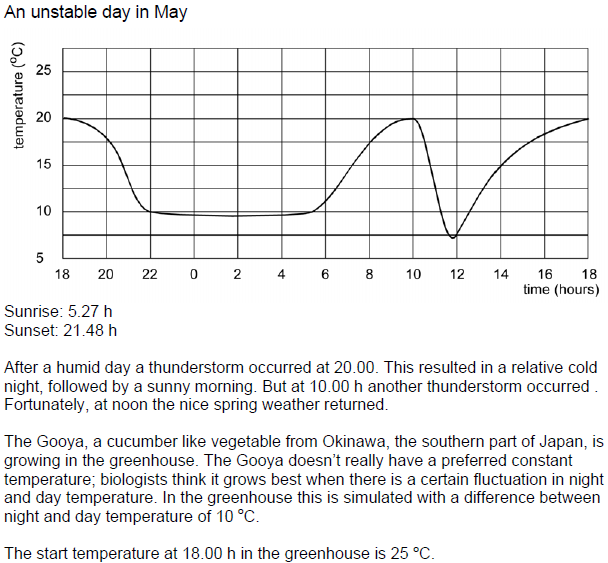 An unstable day in May
temperature (°C)
25
20
15
10
5
18 20 22 0 2 4 6 8 10 12 14 16 18
time (hours)
Sunrise: 5.27 h
Sunset: 21.48 h
After a humid day a thunderstorm occurred at 20.00. This resulted in a relative cold
night, followed by a sunny morning. But at 10.00 h another thunderstorm occurred .
Fortunately, at noon the nice spring weather returned.
The Gooya, a cucumber like vegetable from Okinawa, the southern part of Japan, is
growing in the greenhouse. The Gooya doesn't really have a preferred constant
temperature; biologists think it grows best when there is a certain fluctuation in night
and day temperature. In the greenhouse this is simulated with a difference between
night and day temperature of 10 °C.
The start temperature at 18.00 h in the greenhouse is 25 °C.